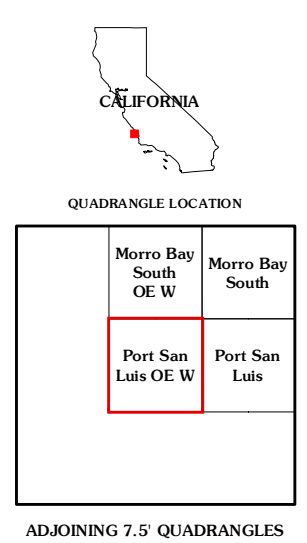 CALIFORNIA
QUADRANGLE LOCATION
Morro Bay
South
OE W
Morro Bay
South
Port San
Luis OE W
Port San
Luis
ADJOINING 7.5' QUADRANGLES